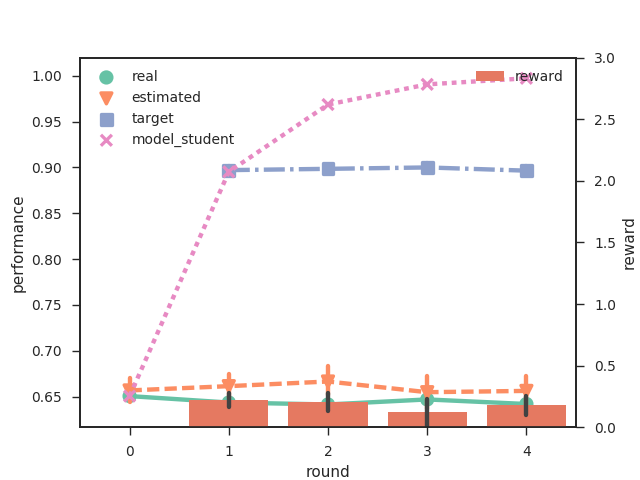 real
estimated
target
model_student
reward
1.00
0.95
0.90
0.85
0.80
0.75
0.70
0.65
performance
3.0
2.5
2.0
1.5
1.0
0.5
0.0
reward
0 1 2 3 4
round